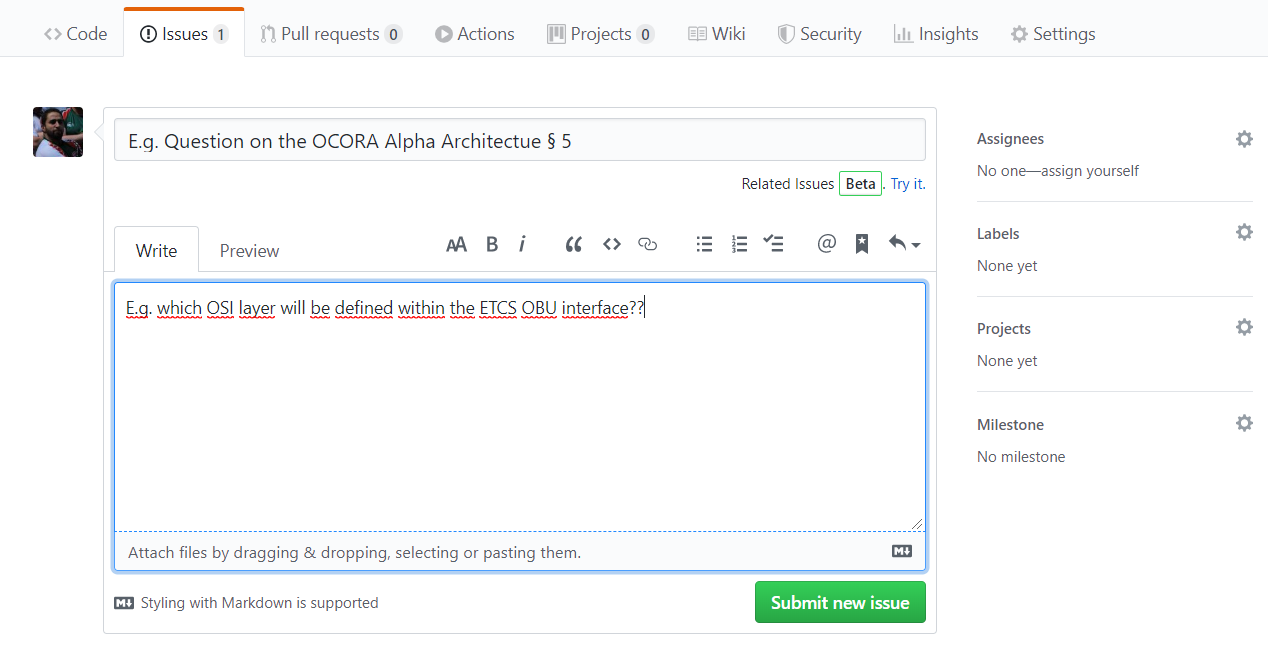 Code Issues 1 Pull requests 0 Actions Projects 0 Wiki Security Insights Settings
E.g. Question on the OCORA Alpha Architectue § 5
Related Issues Beta. Try it.
Write Preview AA B i
E.g. which OSI layer will be defined within the ETCS OBU interface??
Attach files by dragging & dropping, selecting or pasting them.
Styling with Markdown is supported
Submit new issue
Assignees
No one—assign yourself
Labels
None yet
Projects
None yet
Milestone
No milestone